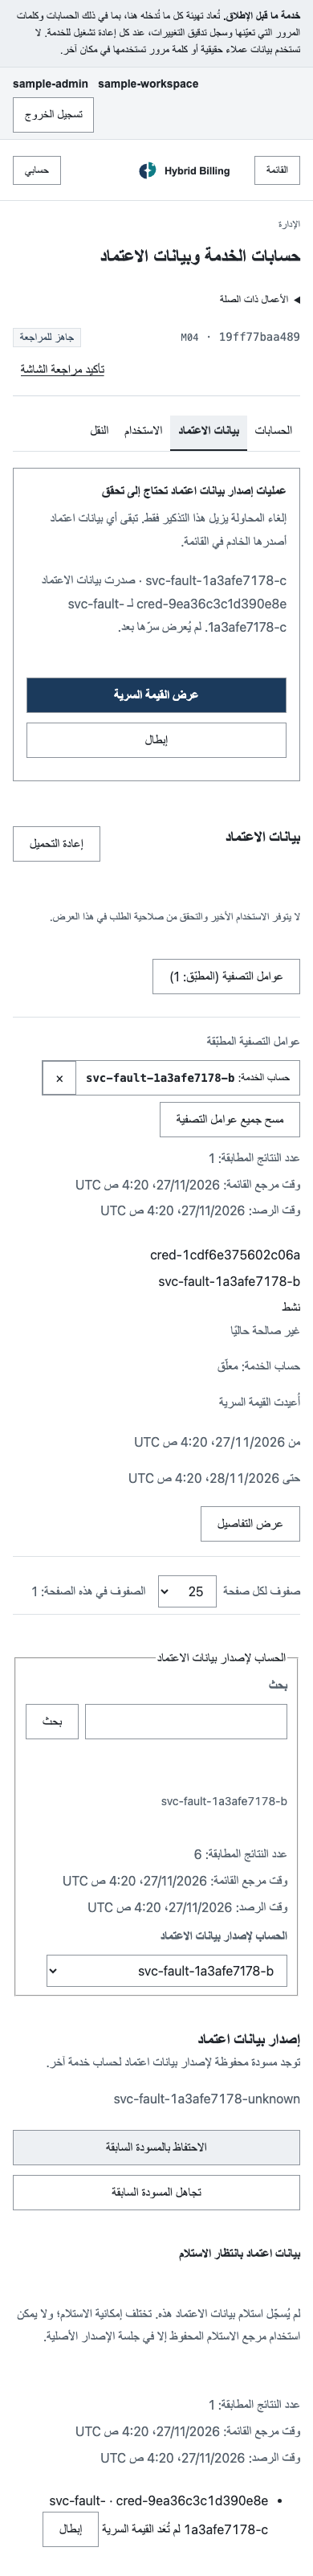 خدمة ما قبل الإطلاق. تُعاد تهيئة كل ما تُدخله هنا، بما في ذلك الحسابات وكلمات
المرور التي تعيّنها وسجل تدقيق التغييرات، عند كل إعادة تشغيل للخدمة. لا
تستخدم بيانات عملاء حقيقية أو كلمة مرور تستخدمها في مكان آخر.
sample-admin sample-workspace
تسجيل الخروج
القائمة
Hybrid Billing
حسابي
الإدارة
حسابات الخدمة وبيانات الاعتماد
الأعمال ذات الصلة
M04 · 19ff77baa489
جاهز للمراجعة
تأكيد مراجعة الشاشة
الحسابات
بيانات الاعتماد
الاستخدام
النقل
عمليات إصدار بيانات اعتماد تحتاج إلى تحقق
إلغاء المحاولة يزيل هذا التذكير فقط. تبقى أي بيانات اعتماد
أصدرها الخادم في القائمة.
svc-fault-1a3afe7178-c · صدرت بيانات الاعتماد
cred-9ea36c3c1d390e8e لـ svc-fault-
1a3afe7178-c. لم يُعرض سرّها بعد.
عرض القيمة السرية
إبطال
بيانات الاعتماد
إعادة التحميل
لا يتوفر الاستخدام الأخير والتحقق من صلاحية الطلب في هذا العرض.
عوامل التصفية (المطبّق: 1)
عوامل التصفية المطبّقة
حساب الخدمة: svc-fault-1a3afe7178-b ×
مسح جميع عوامل التصفية
عدد النتائج المطابقة: 1
وقت مرجع القائمة: 27/11/2026، 4:20 ص UTC
وقت الرصد: 27/11/2026، 4:20 ص UTC
cred-1cdf6e375602c06a
svc-fault-1a3afe7178-b
نشط
غير صالحة حاليًا
حساب الخدمة: معلّق
أُعيدت القيمة السرية
من 27/11/2026، 4:20 ص UTC
حتى 28/11/2026، 4:20 ص UTC
عرض التفاصيل
صفوف لكل صفحة 25 الصفوف في هذه الصفحة: 1
الحساب لإصدار بيانات الاعتماد
بحث
بحث
svc-fault-1a3afe7178-b
عدد النتائج المطابقة: 6
وقت مرجع القائمة: 27/11/2026، 4:20 ص UTC
وقت الرصد: 27/11/2026، 4:20 ص UTC
الحساب لإصدار بيانات الاعتماد
svc-fault-1a3afe7178-b
إصدار بيانات اعتماد
توجد مسودة محفوظة لإصدار بيانات اعتماد لحساب خدمة آخر.
svc-fault-1a3afe7178-unknown
الاحتفاظ بالمسودة السابقة
تجاهل المسودة السابقة
بيانات اعتماد بانتظار الاستلام
لم يُسجّل استلام بيانات الاعتماد هذه. تختلف إمكانية الاستلام؛ ولا يمكن
استخدام مرجع الاستلام المحفوظ إلا في جلسة الإصدار الأصلية.
عدد النتائج المطابقة: 1
وقت مرجع القائمة: 27/11/2026، 4:20 ص UTC
وقت الرصد: 27/11/2026، 4:20 ص UTC
• svc-fault- · cred-9ea36c3c1d390e8e
1a3afe7178-c لم تُعَد القيمة السرية إبطال